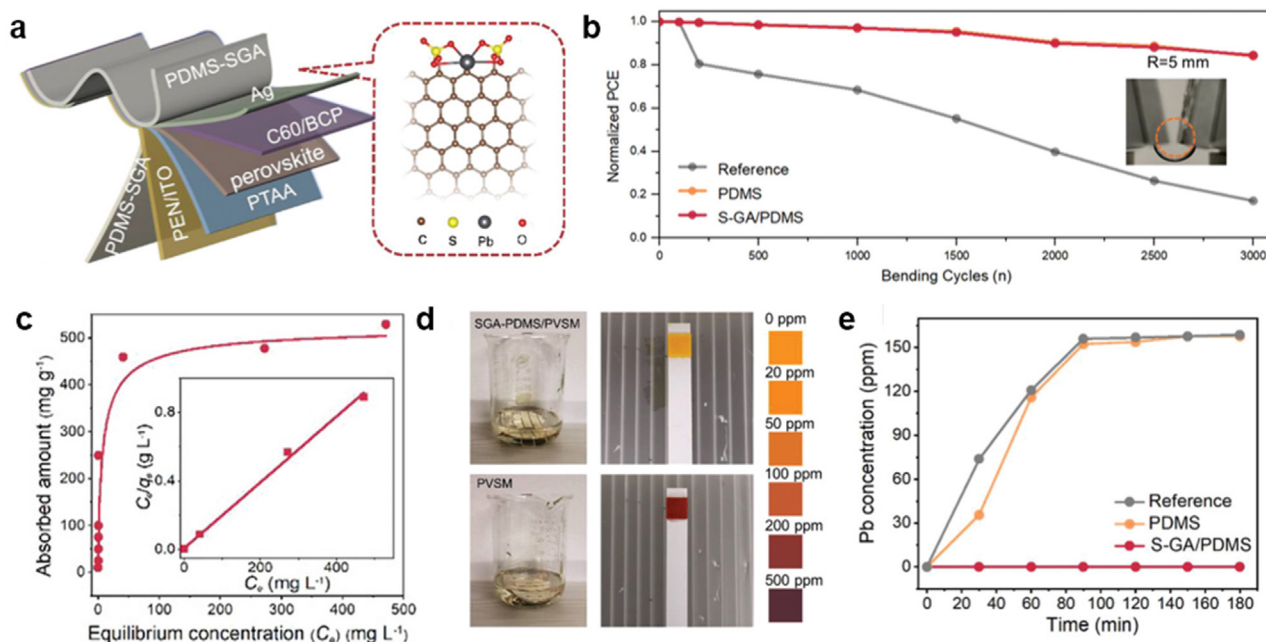 a
PDMS-SGA
Ag
C60/BCP
perovskite
PTAA
PEN/ITO
PDMS-SGA
C S Pb O
b
Normalized PCE
1.0
0.8
0.6
0.4
0.2
0.0
R=5 mm
Reference
PDMS
S-GA/PDMS
0 500 1000 1500 2000 2500 3000
Bending Cycles (n)
c
Absorbed amount (mg g⁻¹)
500
400
300
200
100
0
Cₑ/qₑ (g L⁻¹)
0.8
0.4
0.0
0 200 400
Cₑ (mg L⁻¹)
0 100 200 300 400 500
Equilibrium concentration (Cₑ) (mg L⁻¹)
d
SGA-PDMS/PVSM
PVSM
0 ppm
20 ppm
50 ppm
100 ppm
200 ppm
500 ppm
e
Pb concentration (ppm)
180
150
120
90
60
30
0
Reference
PDMS
S-GA/PDMS
0 20 40 60 80 100 120 140 160 180
Time (min)